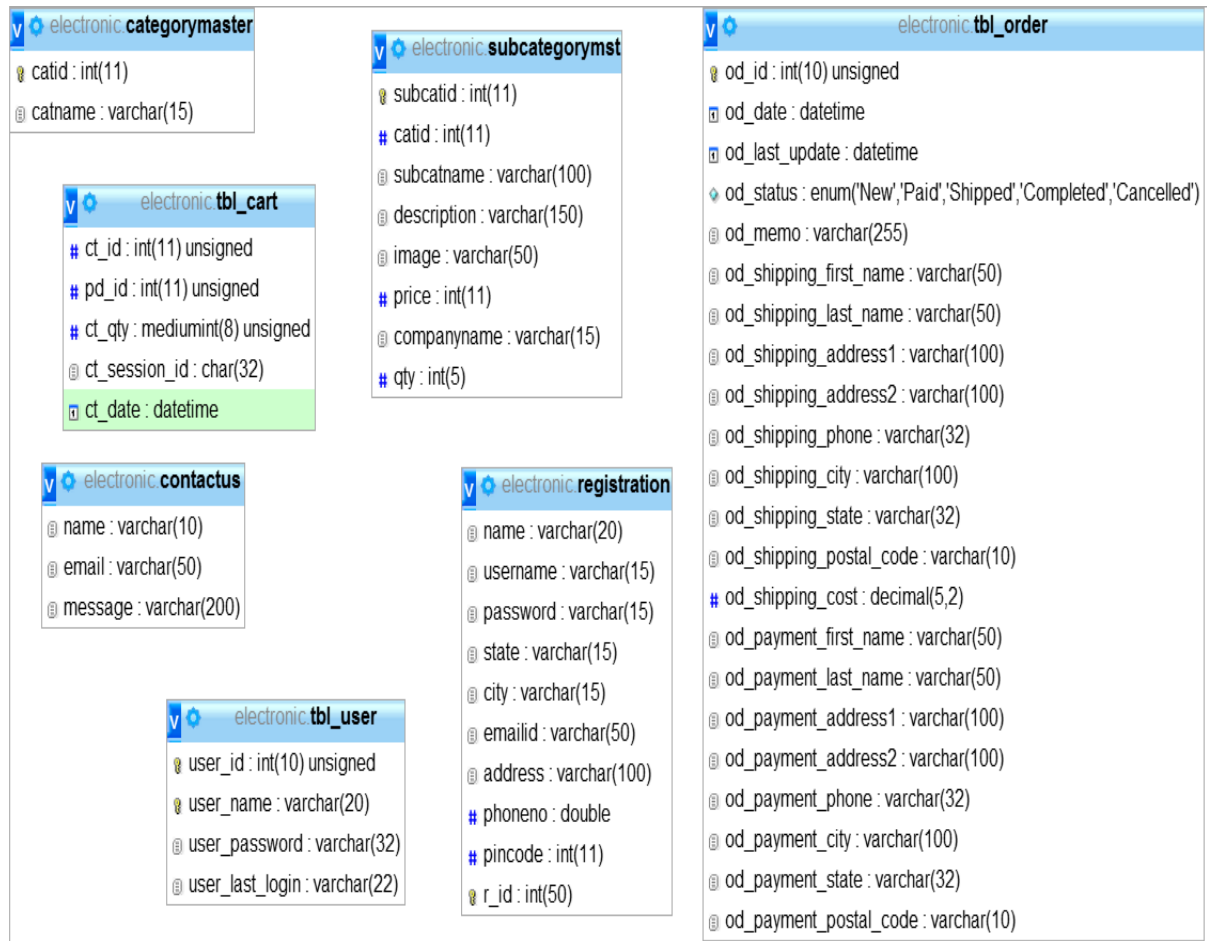 electronic.categorymaster
catid : int(11)
catname : varchar(15)
electronic.subcategorymst
subcatid : int(11)
catid : int(11)
subcatname : varchar(100)
description : varchar(150)
image : varchar(50)
price : int(11)
companyname : varchar(15)
qty : int(5)
electronic.tbl_order
od_id : int(10) unsigned
od_date : datetime
od_last_update : datetime
od_status : enum('New','Paid','Shipped','Completed','Cancelled')
od_memo : varchar(255)
od_shipping_first_name : varchar(50)
od_shipping_last_name : varchar(50)
od_shipping_address1 : varchar(100)
od_shipping_address2 : varchar(100)
od_shipping_phone : varchar(32)
od_shipping_city : varchar(100)
od_shipping_state : varchar(32)
od_shipping_postal_code : varchar(10)
od_shipping_cost : decimal(5,2)
od_payment_first_name : varchar(50)
od_payment_last_name : varchar(50)
od_payment_address1 : varchar(100)
od_payment_address2 : varchar(100)
od_payment_phone : varchar(32)
od_payment_city : varchar(100)
od_payment_state : varchar(32)
od_payment_postal_code : varchar(10)
electronic.tbl_cart
ct_id : int(11) unsigned
pd_id : int(11) unsigned
ct_qty : mediumint(8) unsigned
ct_session_id : char(32)
ct_date : datetime
electronic.contactus
name : varchar(10)
email : varchar(50)
message : varchar(200)
electronic.registration
name : varchar(20)
username : varchar(15)
password : varchar(15)
state : varchar(15)
city : varchar(15)
emailid : varchar(50)
address : varchar(100)
phoneno : double
pincode : int(11)
r_id : int(50)
electronic.tbl_user
user_id : int(10) unsigned
user_name : varchar(20)
user_password : varchar(32)
user_last_login : varchar(22)